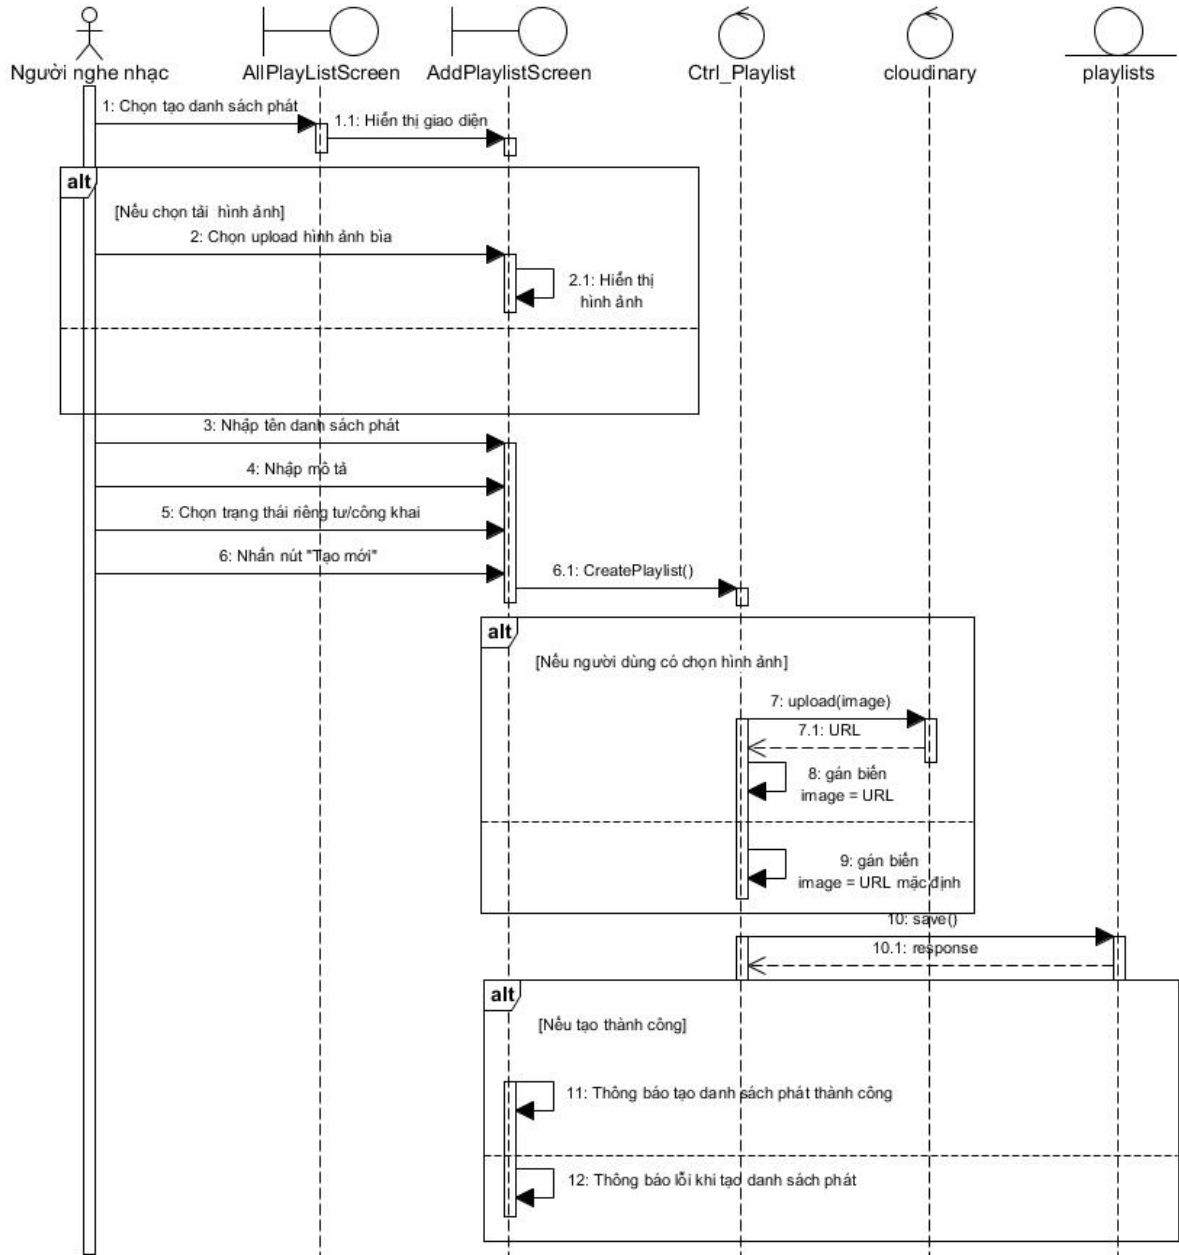 Người nghe nhạc
AllPlayListScreen
AddPlaylistScreen
Ctrl_Playlist
cloudinary
playlists
1: Chọn tạo danh sách phát
1.1: Hiển thị giao diện
alt
[Nếu chọn tải hình ảnh]
2: Chọn upload hình ảnh bìa
2.1: Hiển thị
hình ảnh
3: Nhập tên danh sách phát
4: Nhập mô tả
5: Chọn trạng thái riêng tư/công khai
6: Nhấn nút "Tạo mới"
6.1: CreatePlaylist()
alt
[Nếu người dùng có chọn hình ảnh]
7: upload(image)
7.1: URL
8: gán biến
image = URL
9: gán biến
image = URL mặc định
10: save()
10.1: response
alt
[Nếu tạo thành công]
11: Thông báo tạo danh sách phát thành công
12: Thông báo lỗi khi tạo danh sách phát